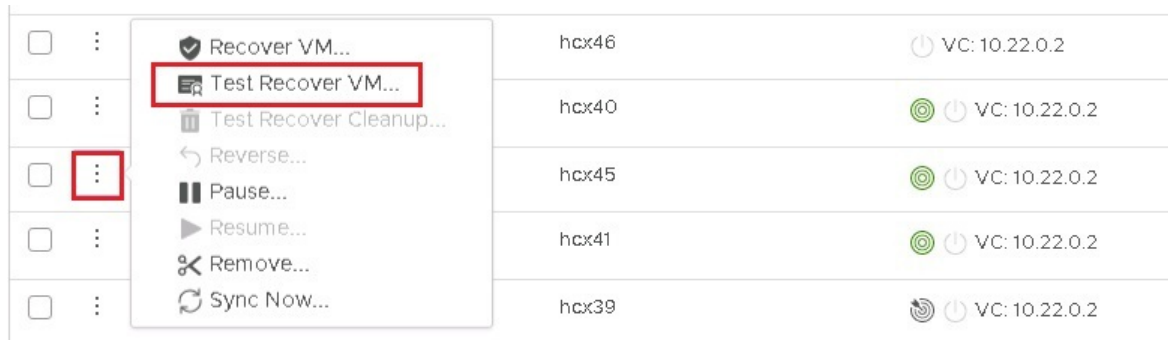 Recover VM...
Test Recover VM...
Test Recover Cleanup...
Reverse...
Pause...
Resume...
Remove...
Sync Now...
hcx46 VC: 10.22.0.2
hcx40 VC: 10.22.0.2
hcx45 VC: 10.22.0.2
hcx41 VC: 10.22.0.2
hcx39 VC: 10.22.0.2